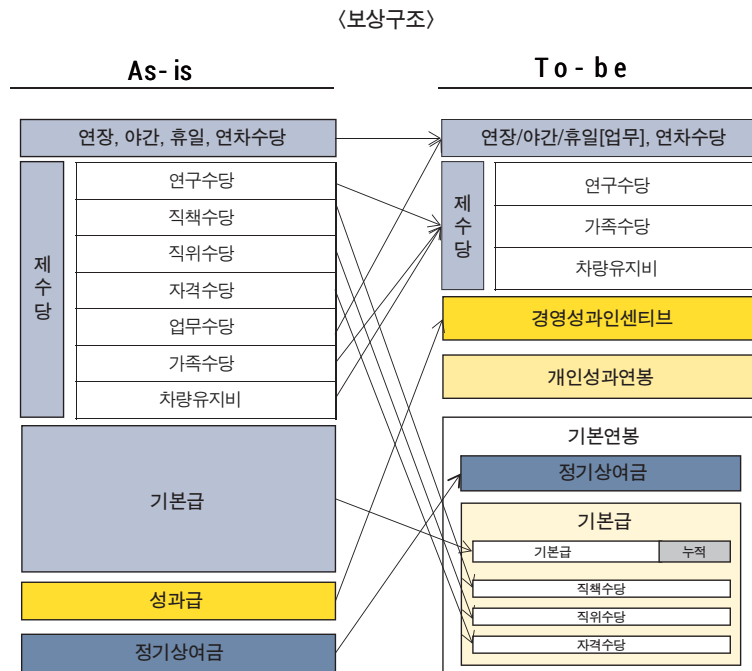 〈보상구조〉
As-is
연장, 야간, 휴일, 연차수당
제수당
연구수당
직책수당
직위수당
자격수당
업무수당
가족수당
차량유지비
기본급
성과급
정기상여금
To-be
연장/야간/휴일[업무], 연차수당
제수당
연구수당
가족수당
차량유지비
경영성과인센티브
개인성과연봉
기본연봉
정기상여금
기본급
기본급 누적
직책수당
직위수당
자격수당